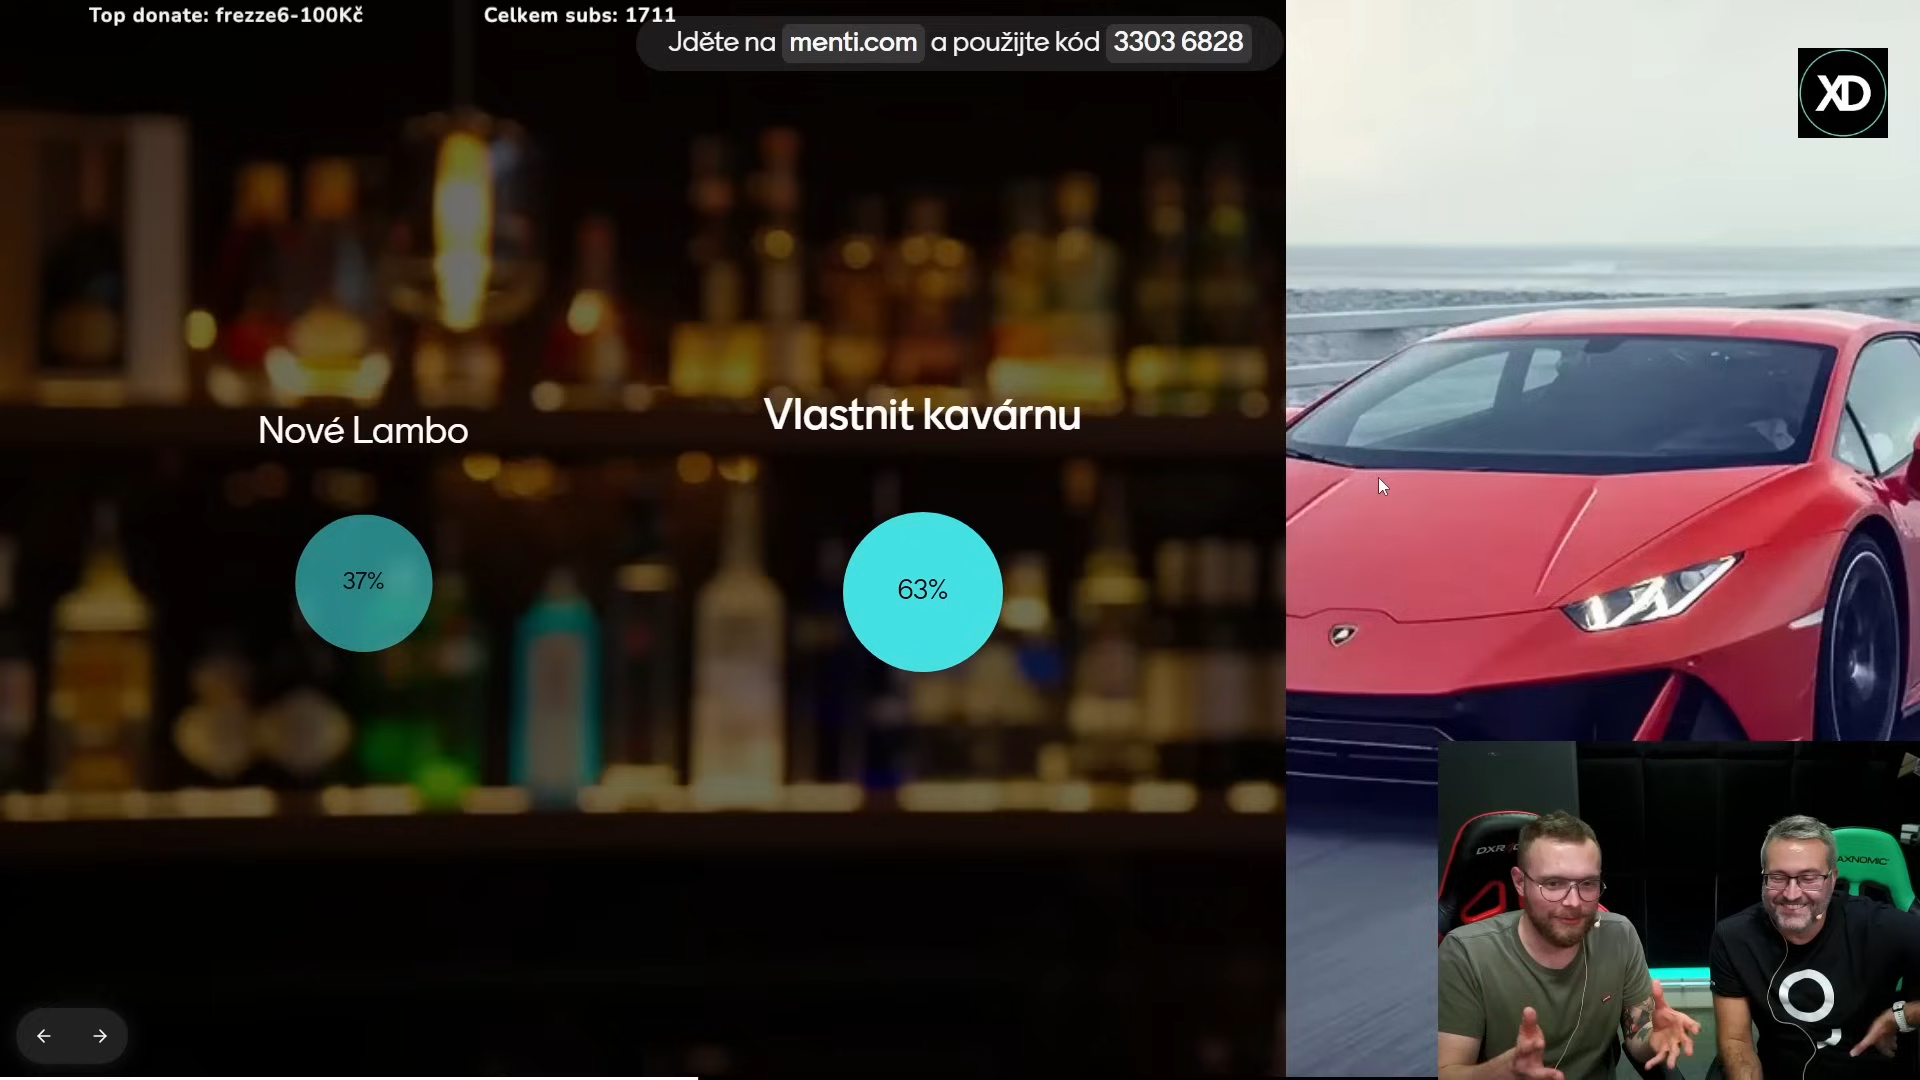 Top donate: frezze6-100Kč
Celkem subs: 1711
Jděte na menti.com a použijte kód 3303 6828
XD
Vlastnit kavárnu
Nové Lambo
37%
63%
DXR
AXNOMIC